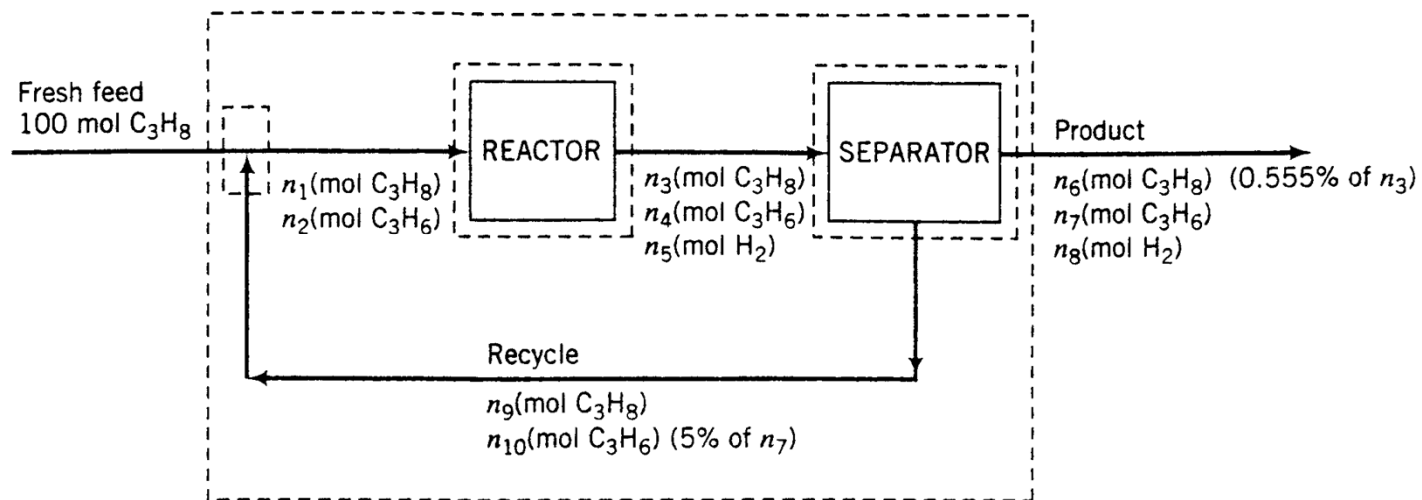 Fresh feed
100 mol C₃H₈
REACTOR
SEPARATOR
Product
n₁(mol C₃H₈)
n₂(mol C₃H₆)
n₃(mol C₃H₈)
n₄(mol C₃H₆)
n₅(mol H₂)
n₆(mol C₃H₈) (0.555% of n₃)
n₇(mol C₃H₆)
n₈(mol H₂)
Recycle
n₉(mol C₃H₈)
n₁₀(mol C₃H₆) (5% of n₇)